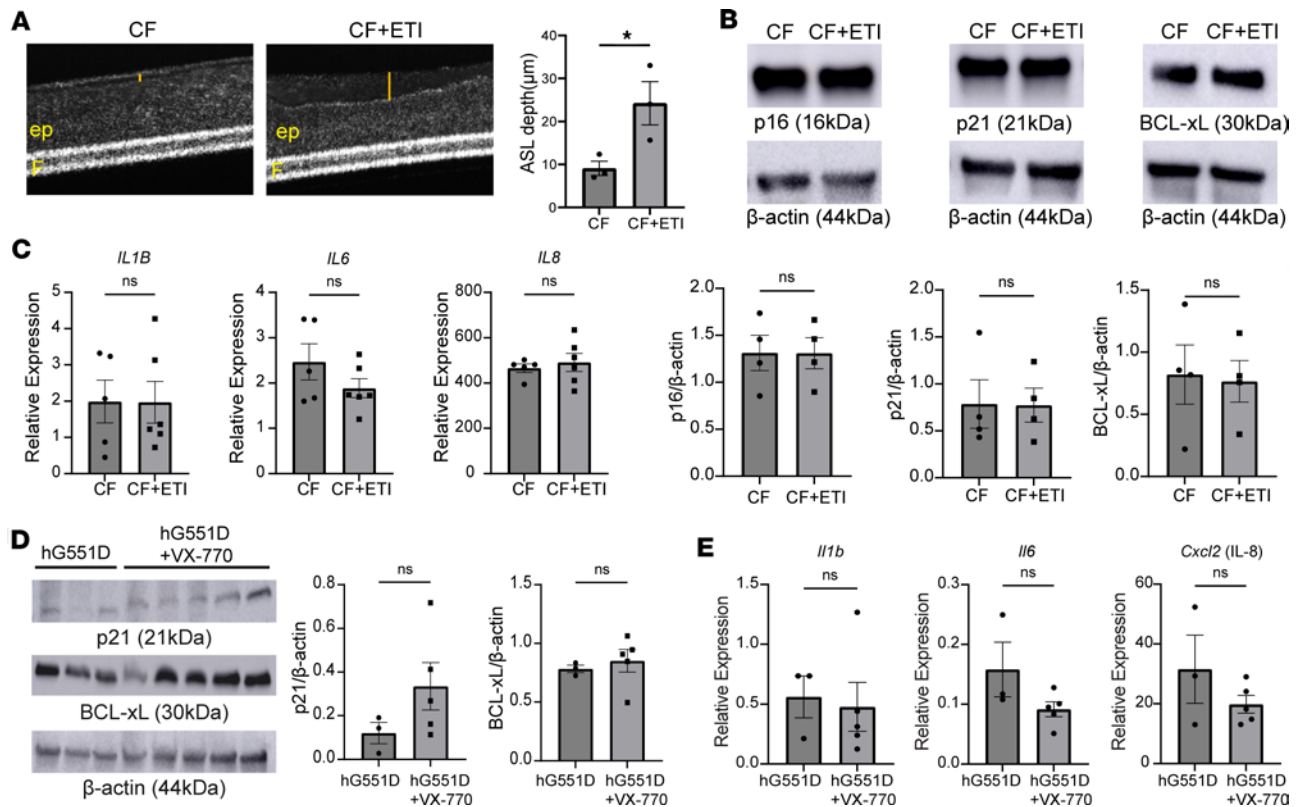 A
CF
CF+ETI
ep
F
ep
F
ASL depth(µm)
40
30
20
10
0
*
CF
CF+ETI
B
CF CF+ETI
p16 (16kDa)
β-actin (44kDa)
CF CF+ETI
p21 (21kDa)
β-actin (44kDa)
CF CF+ETI
BCL-xL (30kDa)
β-actin (44kDa)
C
IL1B
ns
Relative Expression
5
4
3
2
1
0
CF CF+ETI
IL6
ns
Relative Expression
4
3
2
1
0
CF CF+ETI
IL8
ns
Relative Expression
800
600
400
200
0
CF CF+ETI
ns
p16/β-actin
2.0
1.5
1.0
0.5
0.0
CF CF+ETI
ns
p21/β-actin
2.0
1.5
1.0
0.5
0.0
CF CF+ETI
ns
BCL-xL/β-actin
1.5
1.0
0.5
0.0
CF CF+ETI
D
hG551D
hG551D
+VX-770
p21 (21kDa)
BCL-xL (30kDa)
β-actin (44kDa)
ns
p21/β-actin
0.8
0.6
0.4
0.2
0.0
hG551D
hG551D
+VX-770
ns
BCL-xL/β-actin
1.5
1.0
0.5
0.0
hG551D
hG551D
+VX-770
E
Il1b
ns
Relative Expression
2.0
1.5
1.0
0.5
0.0
hG551D
hG551D
+VX-770
Il6
ns
Relative Expression
0.4
0.3
0.2
0.1
0.0
hG551D
hG551D
+VX-770
Cxcl2 (IL-8)
ns
Relative Expression
60
40
20
0
hG551D
hG551D
+VX-770